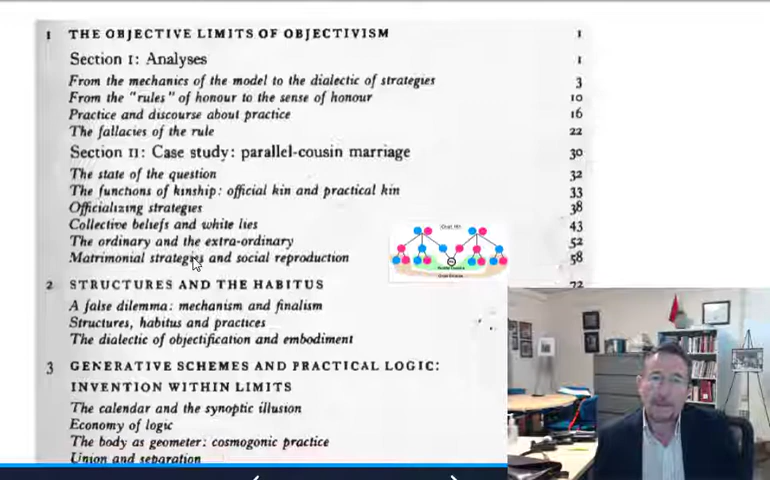 1 THE OBJECTIVE LIMITS OF OBJECTIVISM 1
Section I: Analyses 1
From the mechanics of the model to the dialectic of strategies 3
From the "rules" of honour to the sense of honour 10
Practice and discourse about practice 16
The fallacies of the rule 22
Section II: Case study: parallel-cousin marriage 30
The state of the question 32
The functions of kinship: official kin and practical kin 33
Officializing strategies 38
Collective beliefs and white lies 43
The ordinary and the extra-ordinary 52
Matrimonial strategies and social reproduction 58
2 STRUCTURES AND THE HABITUS 72
A false dilemma: mechanism and finalism
Structures, habitus and practices
The dialectic of objectification and embodiment
3 GENERATIVE SCHEMES AND PRACTICAL LOGIC:
INVENTION WITHIN LIMITS
The calendar and the synoptic illusion
Economy of logic
The body as geometer: cosmogonic practice
Union and separation